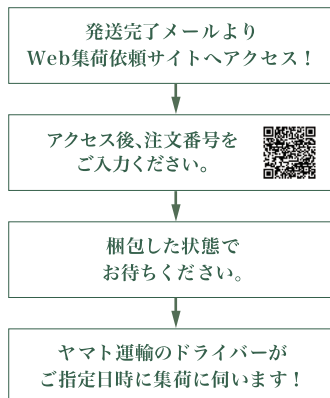 発送完了メールより
Web集荷依頼サイトへアクセス！
アクセス後、注文番号を
ご入力ください。
梱包した状態で
お待ちください。
ヤマト運輸のドライバーが
ご指定日時に集荷に伺います！